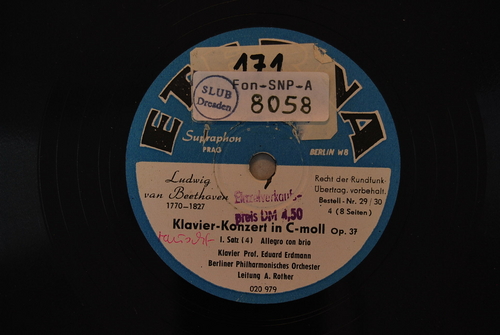 171
Fon-SNP-A
8058
SLUB
Dresden
ETERNA
Supraphon
PRAG
BERLIN W8
Ludwig
van Beethoven
1770-1827
Recht der Rundfunk-
Übertrag. vorbehalt.
Bestell-Nr. 29/30
4 (8 Seiten)
Einzelverkaufs-
preis DM 4,50
Klavier-Konzert in C-moll Op. 37
I. Satz (4) Allegro con brio
Klavier Prof. Eduard Erdmann
Berliner Philharmonisches Orchester
Leitung A. Rother
020 979